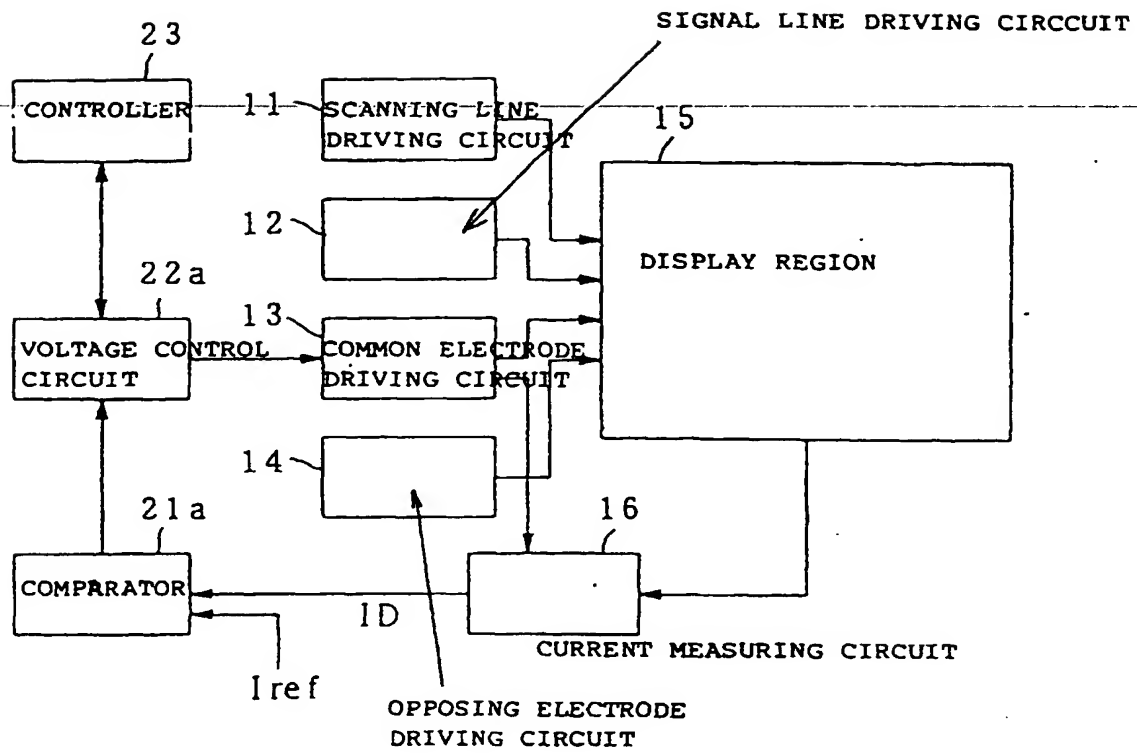 SIGNAL LINE DRIVING CIRCCUIT
23
CONTROLLER
11
SCANNING LINE
DRIVING CIRCUIT
15
12
DISPLAY REGION
22a
VOLTAGE CONTROL
CIRCUIT
13
COMMON ELECTRODE
DRIVING CIRCUIT
14
21a
COMPARATOR
16
ID
Iref
CURRENT MEASURING CIRCUIT
OPPOSING ELECTRODE
DRIVING CIRCUIT